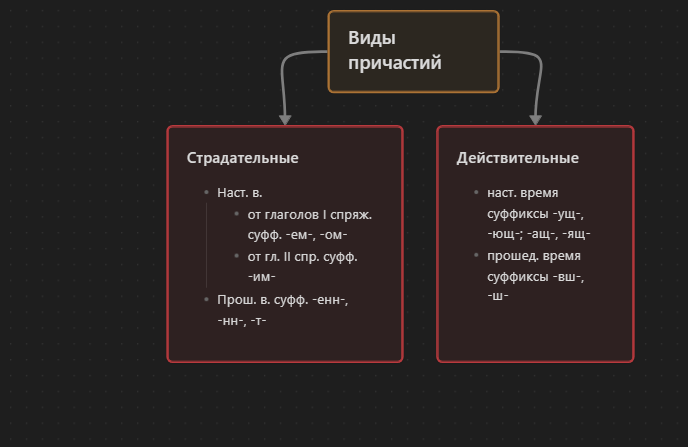 Виды
причастий
Страдательные
Наст. в.
от глаголов I спряж.
суфф. -ем-, -ом-
от гл. II спр. суфф.
-им-
Прош. в. суфф. -енн-,
-нн-, -т-
Действительные
наст. время
суффиксы -ущ-,
-ющ-; -ащ-, -ящ-
прошед. время
суффиксы -вш-,
-ш-